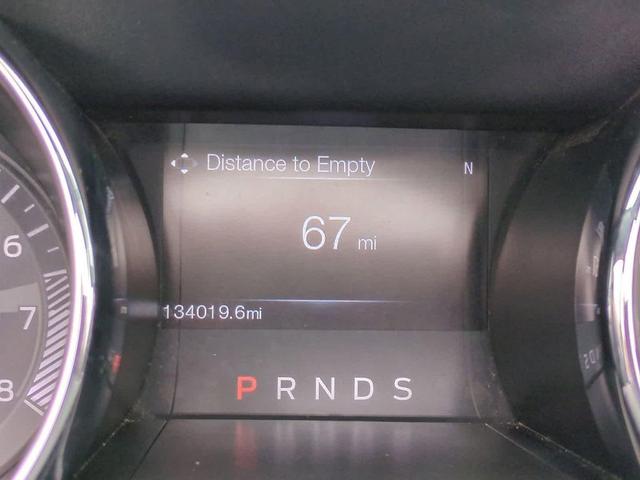 Distance to Empty N
67 mi
134019.6mi
P R N D S
6
7
8